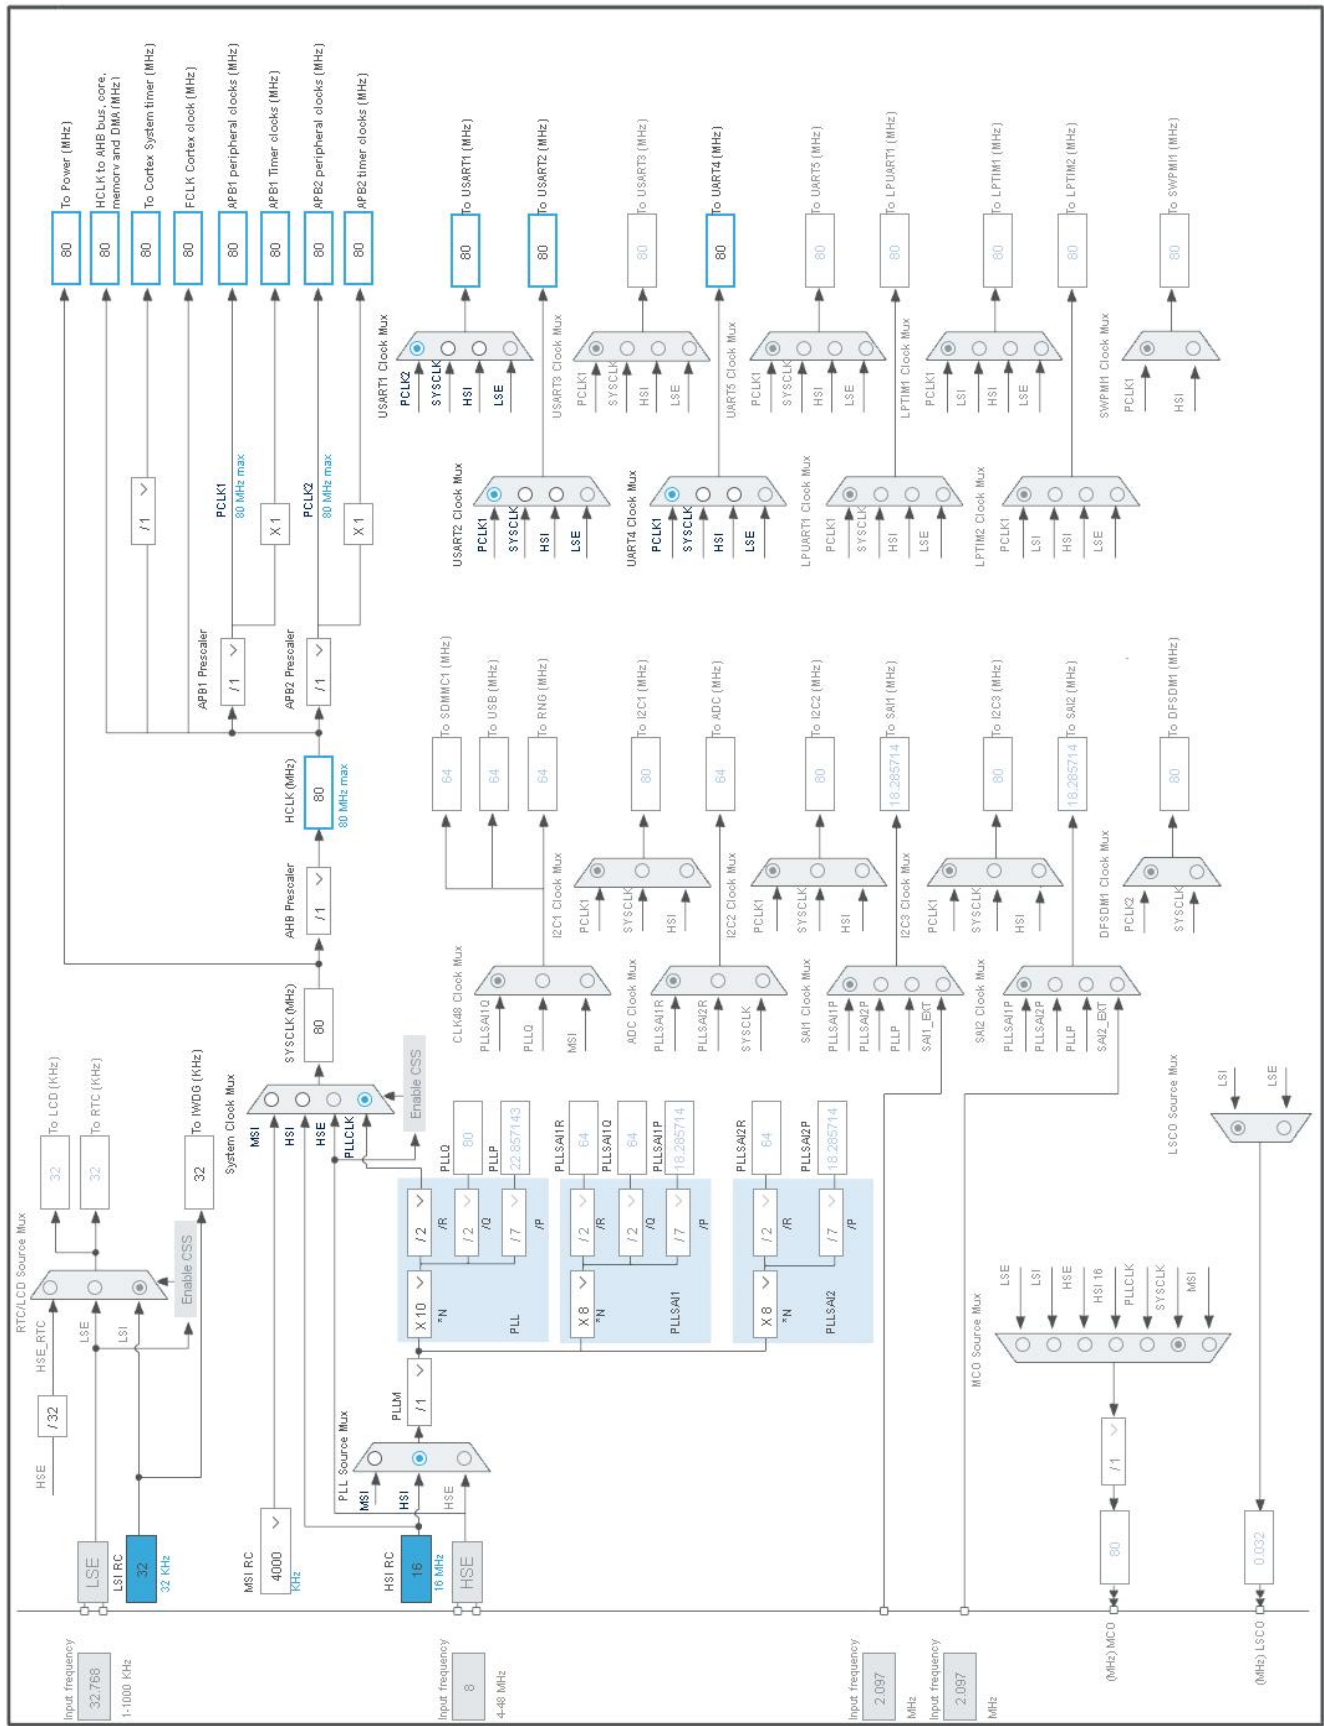 RTC/LCD Source Mux
HSE
/ 32
HSE_RTC
LSE
LSI
32
To LCD (KHz)
32
To RTC (KHz)
Enable CSS
32
To IWDG (KHz)
Input frequency
32.768
1-1000 KHz
LSE
LSI RC
32
32 KHz
MSI RC
4000
KHz
HSI RC
16
16 MHz
HSE
Input frequency
8
4-48 MHz
PLL Source Mux
MSI
HSI
HSE
PLLM
/ 1
X 10
*N
PLL
/ 2
/R
/ 2
/Q
/ 7
/P
PLLQ
80
PLLP
22.857143
X 8
*N
PLLSAI1
/ 2
/R
/ 2
/Q
/ 7
/P
PLLSAI1R
64
PLLSAI1Q
64
PLLSAI1P
18.285714
X 8
*N
PLLSAI2
/ 2
/R
/ 7
/P
PLLSAI2R
64
PLLSAI2P
18.285714
System Clock Mux
MSI
HSI
HSE
PLLCLK
Enable CSS
SYSCLK (MHz)
80
AHB Prescaler
/ 1
HCLK (MHz)
80
80 MHz max
APB1 Prescaler
/ 1
PCLK1
80 MHz max
X 1
APB2 Prescaler
/ 1
PCLK2
80 MHz max
X 1
/ 1
80
To Power (MHz)
80
HCLK to AHB bus, core,
memory and DMA (MHz)
80
To Cortex System timer (MHz)
80
FCLK Cortex clock (MHz)
80
APB1 peripheral clocks (MHz)
80
APB1 Timer clocks (MHz)
80
APB2 peripheral clocks (MHz)
80
APB2 timer clocks (MHz)
CLK48 Clock Mux
PLLSAI1Q
PLLQ
MSI
64
To SDMMC1 (MHz)
64
To USB (MHz)
64
To RNG (MHz)
I2C1 Clock Mux
PCLK1
SYSCLK
HSI
80
To I2C1 (MHz)
ADC Clock Mux
PLLSAI1R
PLLSAI2R
SYSCLK
64
To ADC (MHz)
I2C2 Clock Mux
PCLK1
SYSCLK
HSI
80
To I2C2 (MHz)
SAI1 Clock Mux
PLLSAI1P
PLLSAI2P
PLLP
SAI1_EXT
18.285714
To SAI1 (MHz)
I2C3 Clock Mux
PCLK1
SYSCLK
HSI
80
To I2C3 (MHz)
SAI2 Clock Mux
PLLSAI1P
PLLSAI2P
PLLP
SAI2_EXT
18.285714
To SAI2 (MHz)
DFSDM1 Clock Mux
PCLK2
SYSCLK
80
To DFSDM1 (MHz)
USART1 Clock Mux
PCLK2
SYSCLK
HSI
LSE
80
To USART1 (MHz)
USART2 Clock Mux
PCLK1
SYSCLK
HSI
LSE
80
To USART2 (MHz)
USART3 Clock Mux
PCLK1
SYSCLK
HSI
LSE
80
To USART3 (MHz)
UART4 Clock Mux
PCLK1
SYSCLK
HSI
LSE
80
To UART4 (MHz)
UART5 Clock Mux
PCLK1
SYSCLK
HSI
LSE
80
To UART5 (MHz)
LPUART1 Clock Mux
PCLK1
SYSCLK
HSI
LSE
80
To LPUART1 (MHz)
LPTIM1 Clock Mux
PCLK1
LSI
HSI
LSE
80
To LPTIM1 (MHz)
LPTIM2 Clock Mux
PCLK1
LSI
HSI
LSE
80
To LPTIM2 (MHz)
SWPMI1 Clock Mux
PCLK1
HSI
80
To SWPMI1 (MHz)
Input frequency
2.097
MHz
Input frequency
2.097
MHz
MCO Source Mux
LSE
LSI
HSE
HSI 16
PLLCLK
SYSCLK
MSI
/ 1
80
(MHz) MCO
LSCO Source Mux
LSI
LSE
0.032
(MHz) LSCO